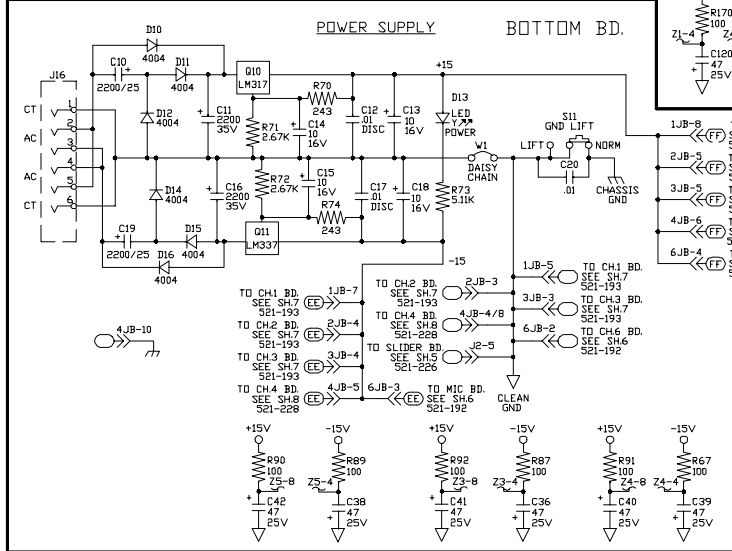 POWER SUPPLY
BOTTOM BD.
R170
100
Z1-4
Z4
C120
47
25V
D10
4004
C10
2200/25
D11
4004
D12
4004
C11
2200
35V
Q10
LM317
R70
243
R71
2.67K
C14
10
16V
C12
.01
DISC
C13
10
16V
+15
D13
LED
Y
POWER
S11
GND LIFT
LIFT
NORM
C20
.01
CHASSIS
GND
W1
DAISY
CHAIN
J16
CT
AC
AC
CT
1
2
3
4
5
6
D14
4004
C16
2200
35V
R72
2.67K
C15
10
16V
R74
243
C17
.01
DISC
C18
10
16V
R73
5.11K
C19
2200/25
D15
4004
D16
4004
Q11
LM337
-15
1JB-8
FF
2JB-5
FF
3JB-5
FF
4JB-6
FF
6JB-4
FF
4JB-10
TO CH.1 BD.
SEE SH.7
521-193
EE
1JB-7
TO CH.2 BD.
SEE SH.7
521-193
EE
2JB-4
TO CH.3 BD.
SEE SH.7
521-193
EE
3JB-4
TO CH.4 BD.
SEE SH.8
521-228
EE
4JB-5
6JB-3
EE
TO MIC BD.
SEE SH.6
521-192
TO CH.2 BD.
SEE SH.7
521-193
2JB-3
TO CH.4 BD.
SEE SH.8
521-228
4JB-4/8
TO SLIDER BD.
SEE SH.5
521-226
J2-5
1JB-5
TO CH.1 BD.
SEE SH.7
521-193
3JB-3
TO CH.3 BD.
SEE SH.7
521-193
6JB-2
TO CH.6 BD.
SEE SH.6
521-192
CLEAN
GND
+15V
R90
100
Z5-8
C42
47
25V
-15V
R89
100
Z5-4
C38
47
25V
+15V
R92
100
Z3-8
C41
47
25V
-15V
R87
100
Z3-4
C36
47
25V
+15V
R91
100
Z4-8
C40
47
25V
-15V
R67
100
Z4-4
C39
47
25V